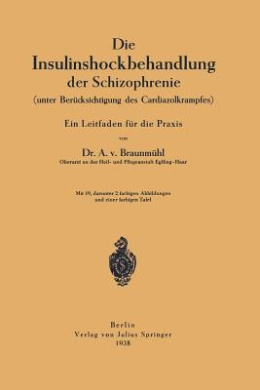 Die
Insulinshockbehandlung
der Schizophrenie
(unter Berücksichtigung des Cardiazolkrampfes)
Ein Leitfaden für die Praxis
von
Dr. A. v. Braunmühl
Oberarzt an der Heil- und Pflegeanstalt Eglfing-Haar
Mit 19, darunter 2 farbigen Abbildungen
und einer farbigen Tafel
Berlin
Verlag von Julius Springer
1938